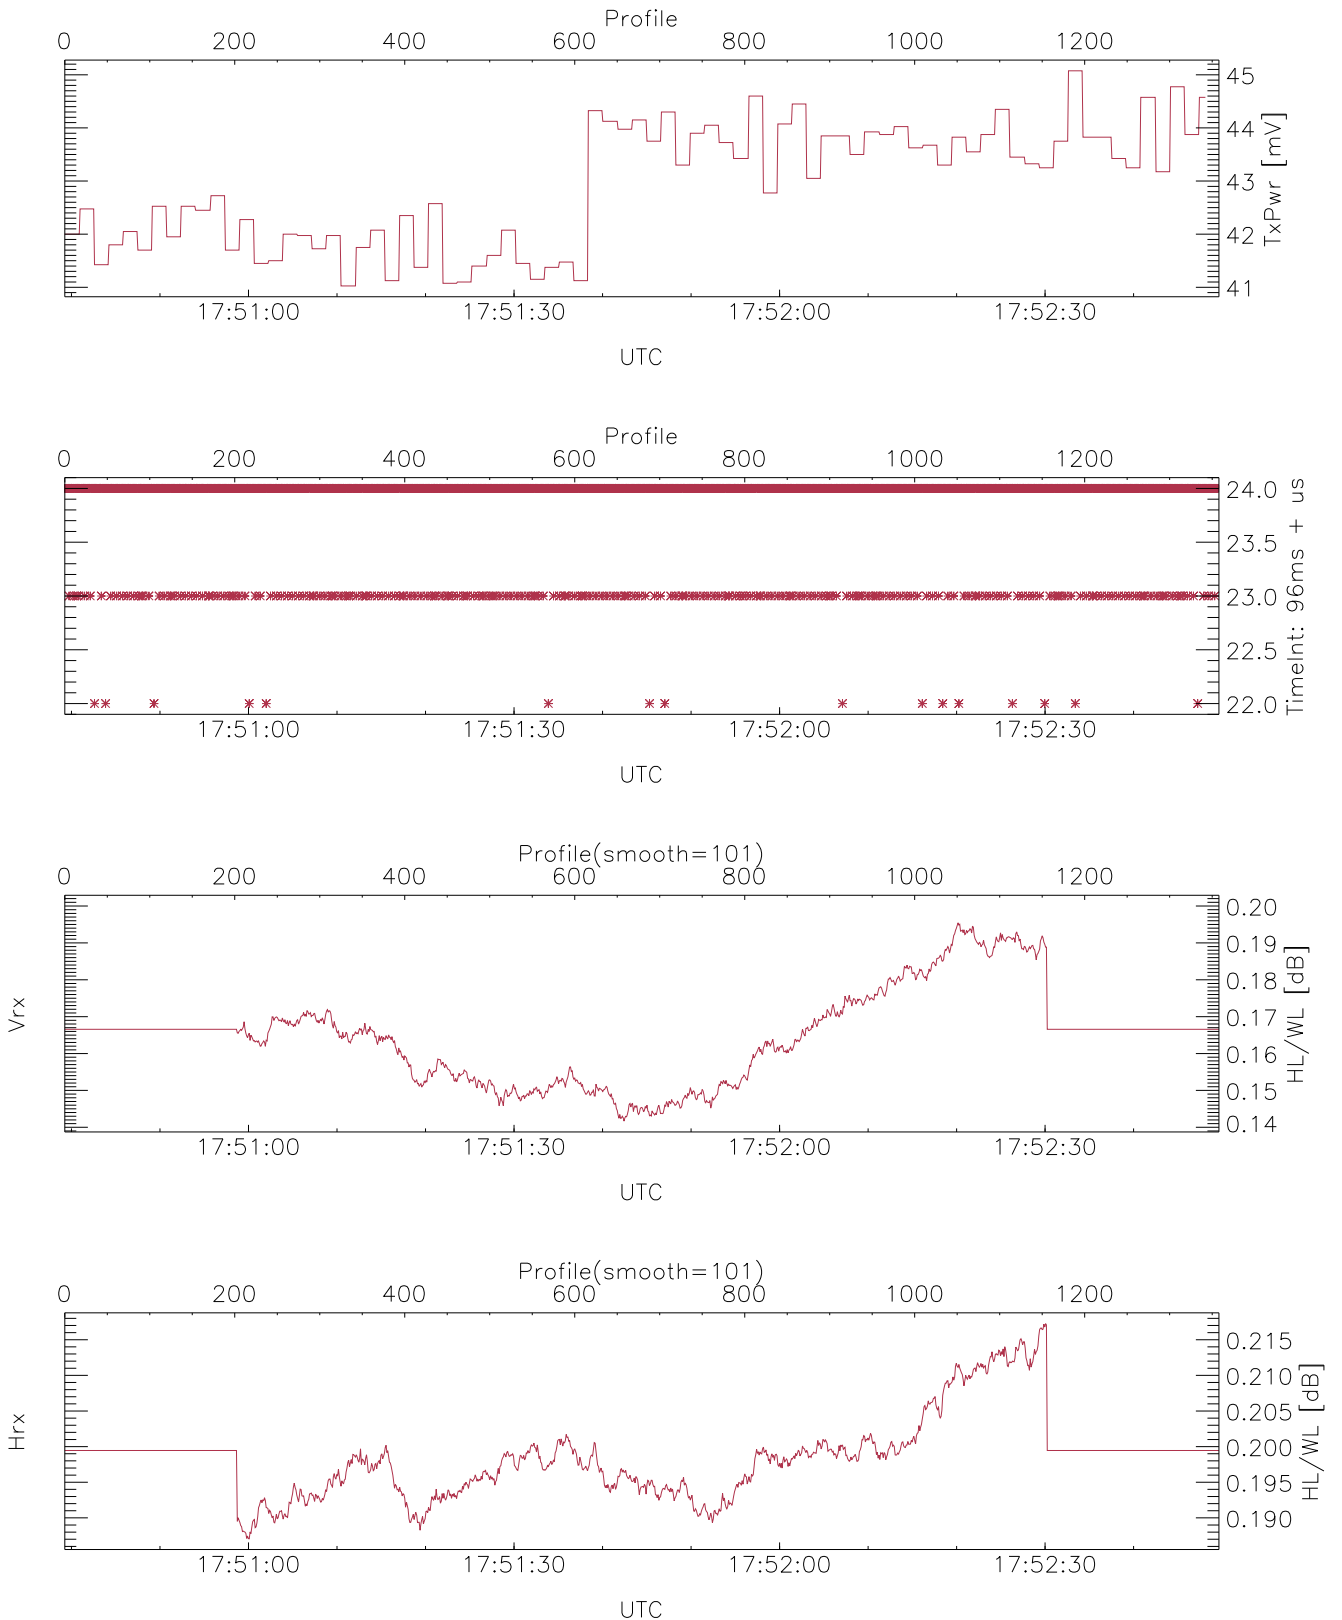 Profile
0 200 400 600 800 1000 1200
45
44
43
42
41
TxPwr [mV]
17:51:00 17:51:30 17:52:00 17:52:30
UTC
Profile
0 200 400 600 800 1000 1200
24.0
23.5
23.0
22.5
22.0
TimeInt: 96ms + us
17:51:00 17:51:30 17:52:00 17:52:30
UTC
Profile(smooth=101)
0 200 400 600 800 1000 1200
Vrx
0.20
0.19
0.18
0.17
0.16
0.15
0.14
HL/WL [dB]
17:51:00 17:51:30 17:52:00 17:52:30
UTC
Profile(smooth=101)
0 200 400 600 800 1000 1200
Hrx
0.215
0.210
0.205
0.200
0.195
0.190
HL/WL [dB]
17:51:00 17:51:30 17:52:00 17:52:30
UTC